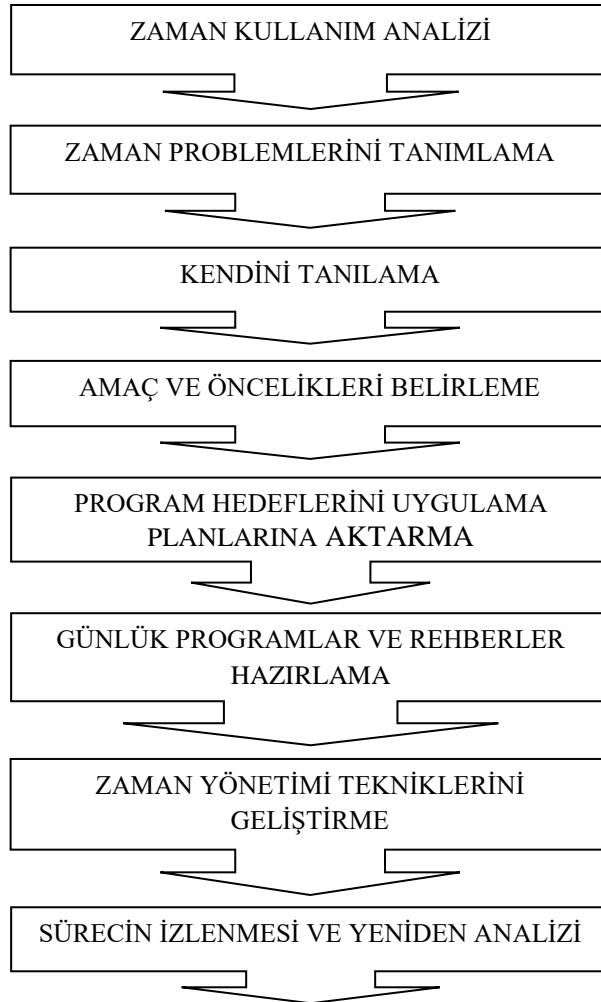 ZAMAN KULLANIM ANALİZİ
ZAMAN PROBLEMLERİNİ TANIMLAMA
KENDİNİ TANILAMA
AMAÇ VE ÖNCELİKLERİ BELİRLEME
PROGRAM HEDEFLERİNİ UYGULAMA
PLANLARINA AKTARMA
GÜNLÜK PROGRAMLAR VE REHBERLER
HAZIRLAMA
ZAMAN YÖNETİMİ TEKNİKLERİNİ
GELİŞTİRME
SÜRECİN İZLENMESİ VE YENİDEN ANALİZİ